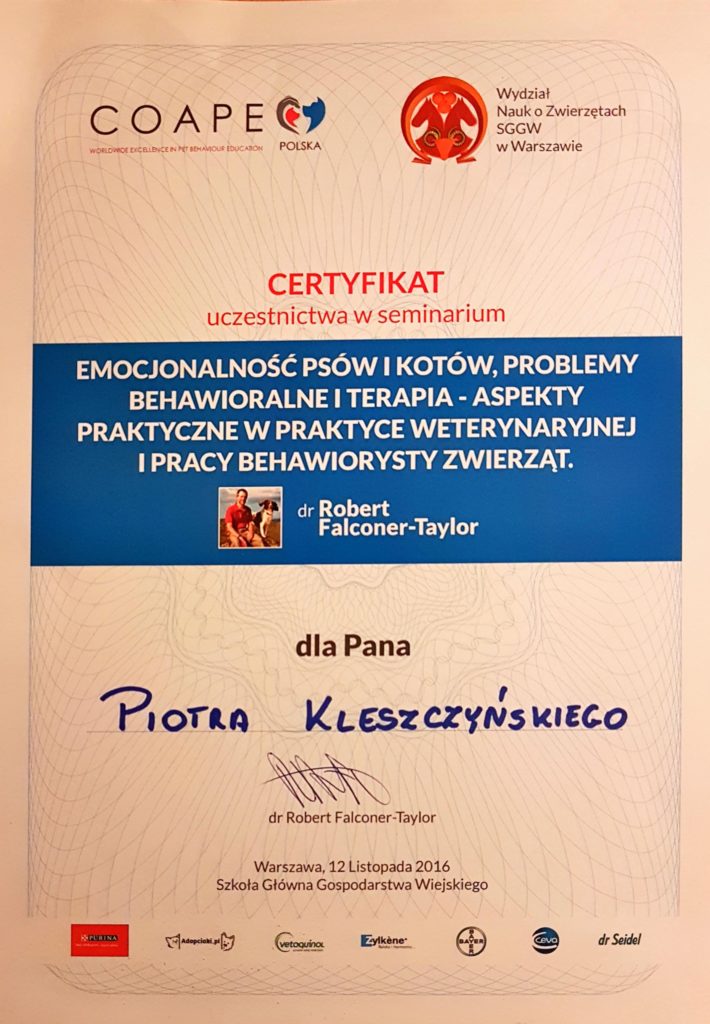 COAPE
WORLDWIDE EXCELLENCE IN PET BEHAVIOUR EDUCATION
POLSKA
Wydział
Nauk o Zwierzętach
SGGW
w Warszawie
CERTYFIKAT
uczestnictwa w seminarium
EMOCJONALNOŚĆ PSÓW I KOTÓW, PROBLEMY
BEHAWIORALNE I TERAPIA - ASPEKTY
PRAKTYCZNE W PRAKTYCE WETERYNARYJNEJ
I PRACY BEHAWIORYSTY ZWIERZĄT.
dr Robert
Falconer-Taylor
dla Pana
PIOTRA KLESZCZYŃSKIEGO
dr Robert Falconer-Taylor
Warszawa, 12 Listopada 2016
Szkoła Główna Gospodarstwa Wiejskiego
PURINA
Adopciaki.pl
vetoquinol
Zylkène
BAYER
BAYER
ceva
dr Seidel